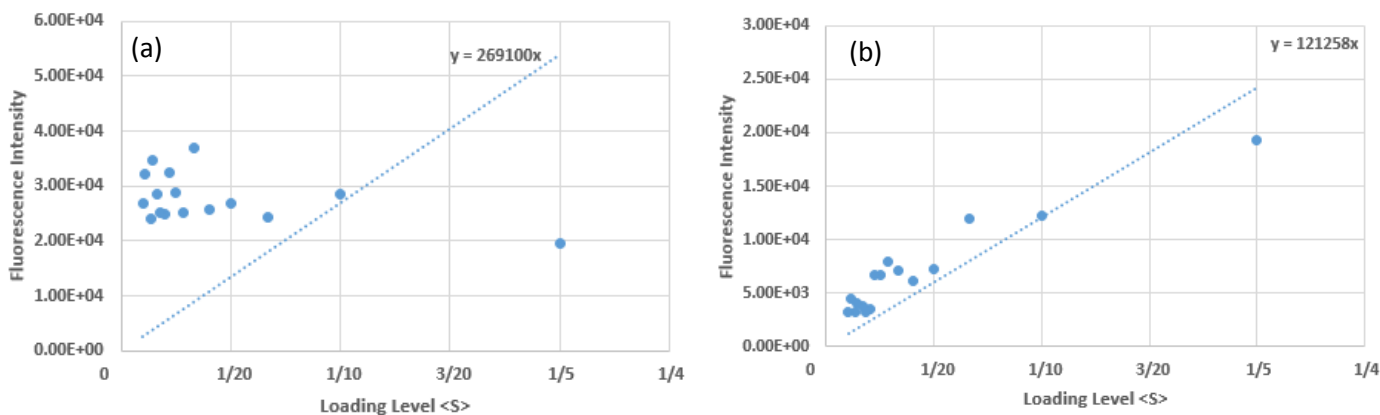 6.00E+04
(a)
y = 269100x
5.00E+04
4.00E+04
3.00E+04
2.00E+04
1.00E+04
0.00E+00
0
1/20
1/10
3/20
1/5
1/4
Fluorescence Intensity
Loading Level <S>
3.00E+04
(b)
y = 121258x
2.50E+04
2.00E+04
1.50E+04
1.00E+04
5.00E+03
0.00E+00
0
1/20
1/10
3/20
1/5
1/4
Fluorescence Intensity
Loading Level <S>